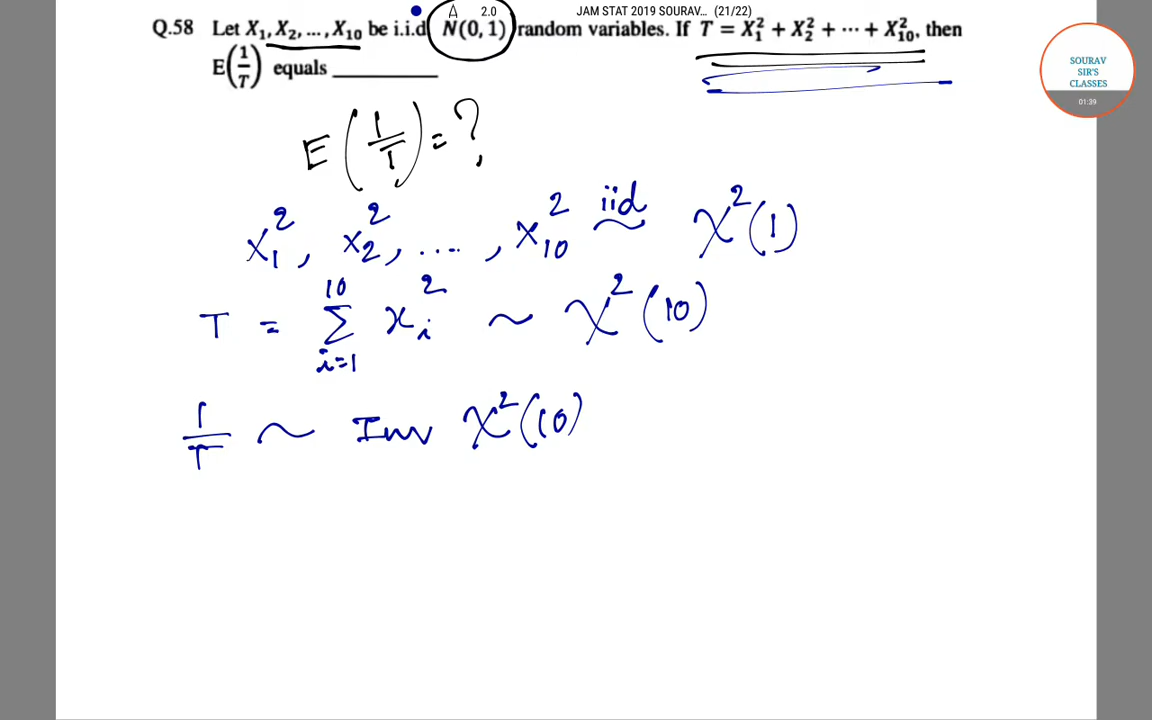 JAM STAT 2019 SOURAV... (21/22)
2.0
Q.58 Let X₁, X₂, ... , X₁₀ be i.i.d N(0, 1) random variables. If T = X₁² + X₂² + ··· + X₁₀², then
E(1/T) equals
SOURAV
SIR'S
CLASSES
01:39
E(1/T) = ?
X₁², X₂², ...., X₁₀² iid ~ χ²(1)
T = Σᵢ₌₁¹⁰ xᵢ² ~ χ²(10)
1/T ~ Inv χ²(10)